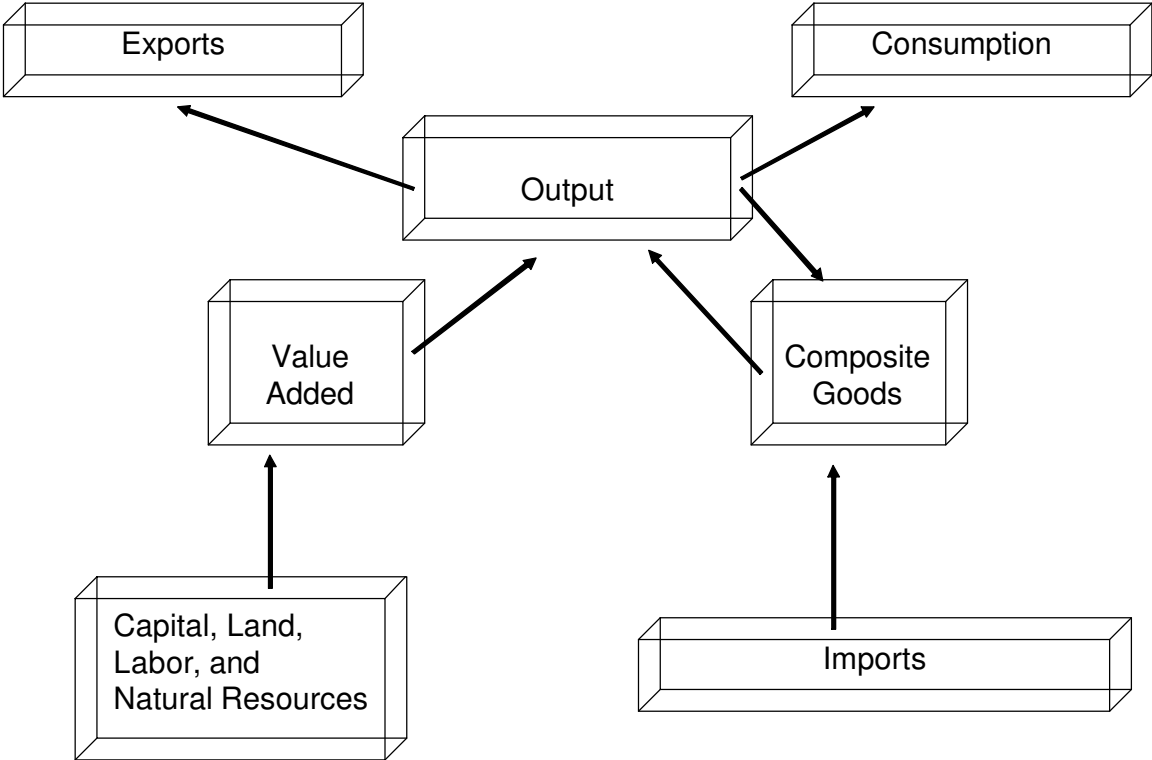 Exports
Consumption
Output
Value
Added
Composite
Goods
Capital, Land,
Labor, and
Natural Resources
Imports